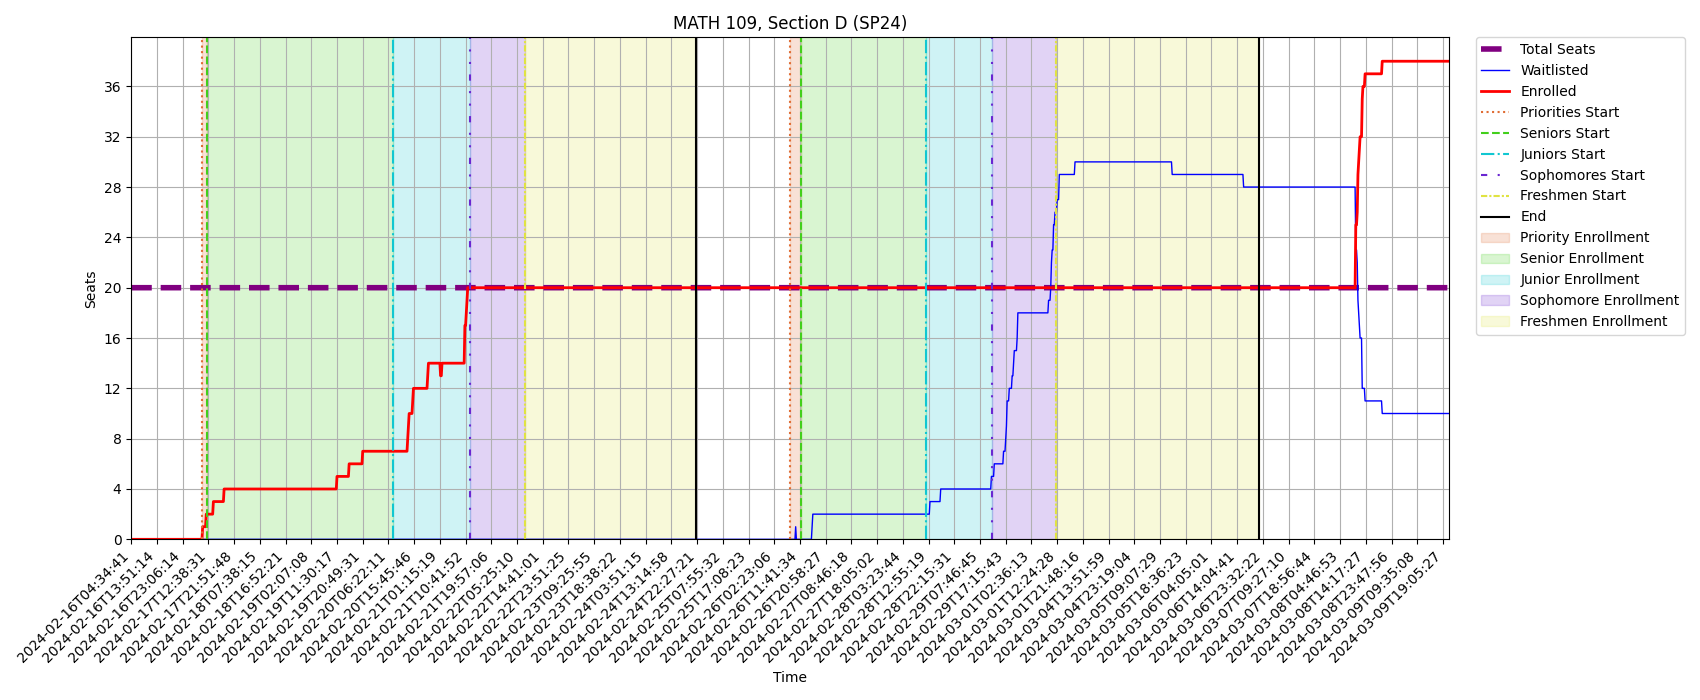 MATH 109, Section D (SP24)
Seats
36
32
28
24
20
16
12
8
4
0
2024-02-16T04:34:41
2024-02-16T13:51:14
2024-02-16T23:06:14
2024-02-17T12:38:31
2024-02-17T21:51:48
2024-02-18T07:38:15
2024-02-18T16:52:21
2024-02-19T02:07:08
2024-02-19T11:30:17
2024-02-19T20:49:31
2024-02-20T06:22:11
2024-02-20T15:45:46
2024-02-21T01:15:19
2024-02-21T10:41:52
2024-02-21T19:57:06
2024-02-22T05:25:10
2024-02-22T14:41:01
2024-02-22T23:51:25
2024-02-23T09:25:55
2024-02-23T18:38:22
2024-02-24T03:51:15
2024-02-24T13:14:58
2024-02-24T22:27:21
2024-02-25T07:55:32
2024-02-25T17:08:23
2024-02-26T02:23:06
2024-02-26T11:41:34
2024-02-26T20:58:27
2024-02-27T08:46:18
2024-02-27T18:05:02
2024-02-28T03:23:44
2024-02-28T12:55:19
2024-02-28T22:15:31
2024-02-29T07:46:45
2024-02-29T17:15:43
2024-03-01T02:36:13
2024-03-01T12:24:28
2024-03-01T21:48:16
2024-03-04T13:51:59
2024-03-04T23:19:04
2024-03-05T09:07:29
2024-03-05T18:36:23
2024-03-06T04:05:01
2024-03-06T14:04:41
2024-03-06T23:32:22
2024-03-07T09:27:10
2024-03-07T18:56:44
2024-03-08T04:46:53
2024-03-08T14:17:27
2024-03-08T23:47:56
2024-03-09T09:35:08
2024-03-09T19:05:27
Time
Total Seats
Waitlisted
Enrolled
Priorities Start
Seniors Start
Juniors Start
Sophomores Start
Freshmen Start
End
Priority Enrollment
Senior Enrollment
Junior Enrollment
Sophomore Enrollment
Freshmen Enrollment